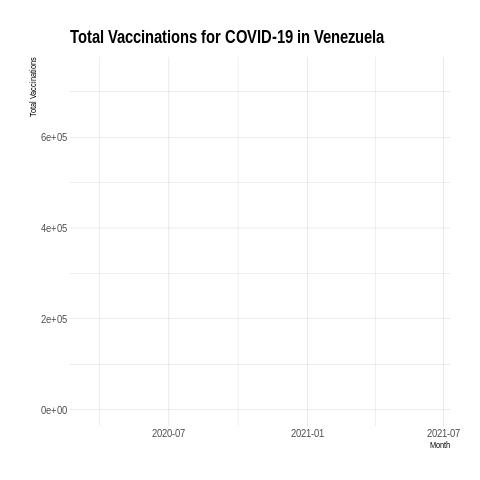 Total Vaccinations for COVID-19 in Venezuela
Total Vaccinations
6e+05
4e+05
2e+05
0e+00
2020-07 2021-01 2021-07
Month